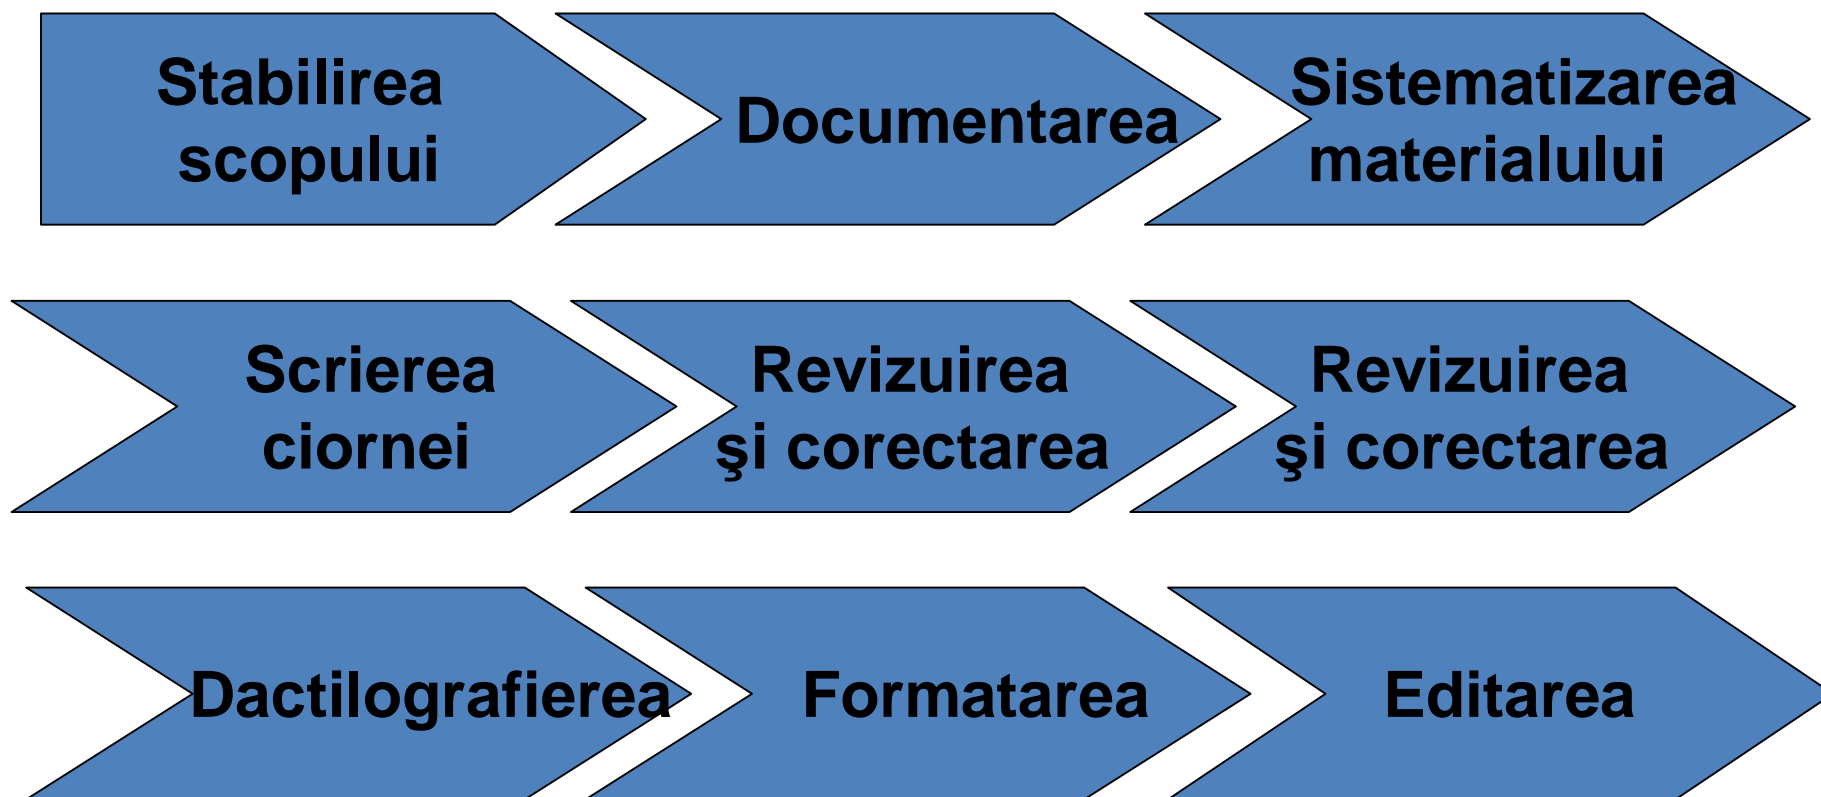 Stabilirea
scopului
Documentarea
Sistematizarea
materialului
Scrierea
ciornei
Revizuirea
şi corectarea
Revizuirea
şi corectarea
Dactilografierea
Formatarea
Editarea